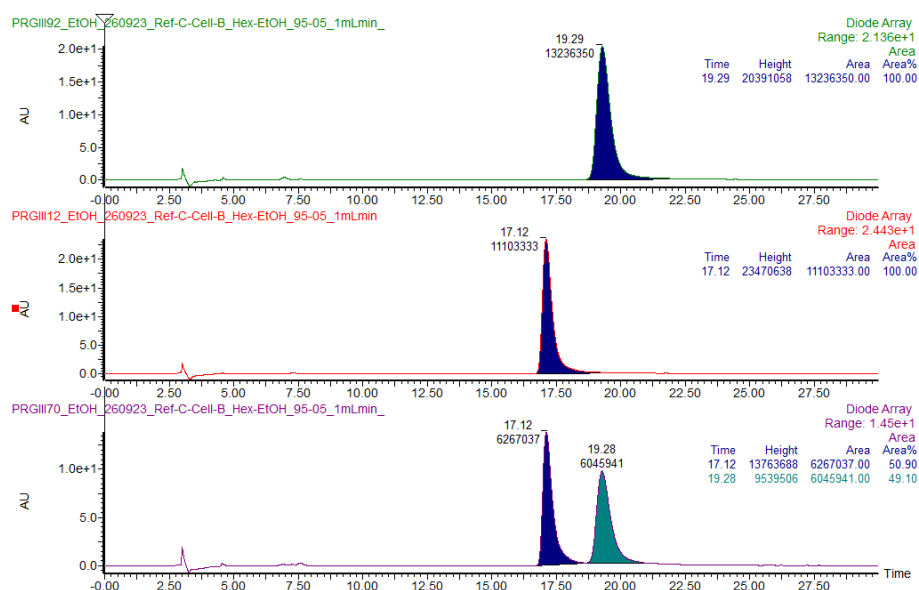 PRGIII92_EtOH_260923_Ref-C-Cell-B_Hex-EtOH_95-05_1mLmin_
Diode Array
Range: 2.136e+1
Area
Time Height Area Area%
19.29 20391058 13236350.00 100.00
19.29
13236350
AU
2.0e+1
1.5e+1
1.0e+1
5.0
0.0
-0.00 2.50 5.00 7.50 10.00 12.50 15.00 17.50 20.00 22.50 25.00 27.50
PRGIII12_EtOH_260923_Ref-C-Cell-B_Hex-EtOH_95-05_1mLmin
Diode Array
Range: 2.443e+1
Area
Time Height Area Area%
17.12 23470638 11103333.00 100.00
17.12
11103333
AU
2.0e+1
1.5e+1
1.0e+1
5.0
0.0
-0.00 2.50 5.00 7.50 10.00 12.50 15.00 17.50 20.00 22.50 25.00 27.50
PRGIII70_EtOH_260923_Ref-C-Cell-B_Hex-EtOH_95-05_1mLmin_
Diode Array
Range: 1.45e+1
Area
Time Height Area Area%
17.12 13763688 6267037.00 50.90
19.28 9539506 6045941.00 49.10
17.12
6267037
19.28
6045941
AU
1.0e+1
5.0
0.0
-0.00 2.50 5.00 7.50 10.00 12.50 15.00 17.50 20.00 22.50 25.00 27.50
Time